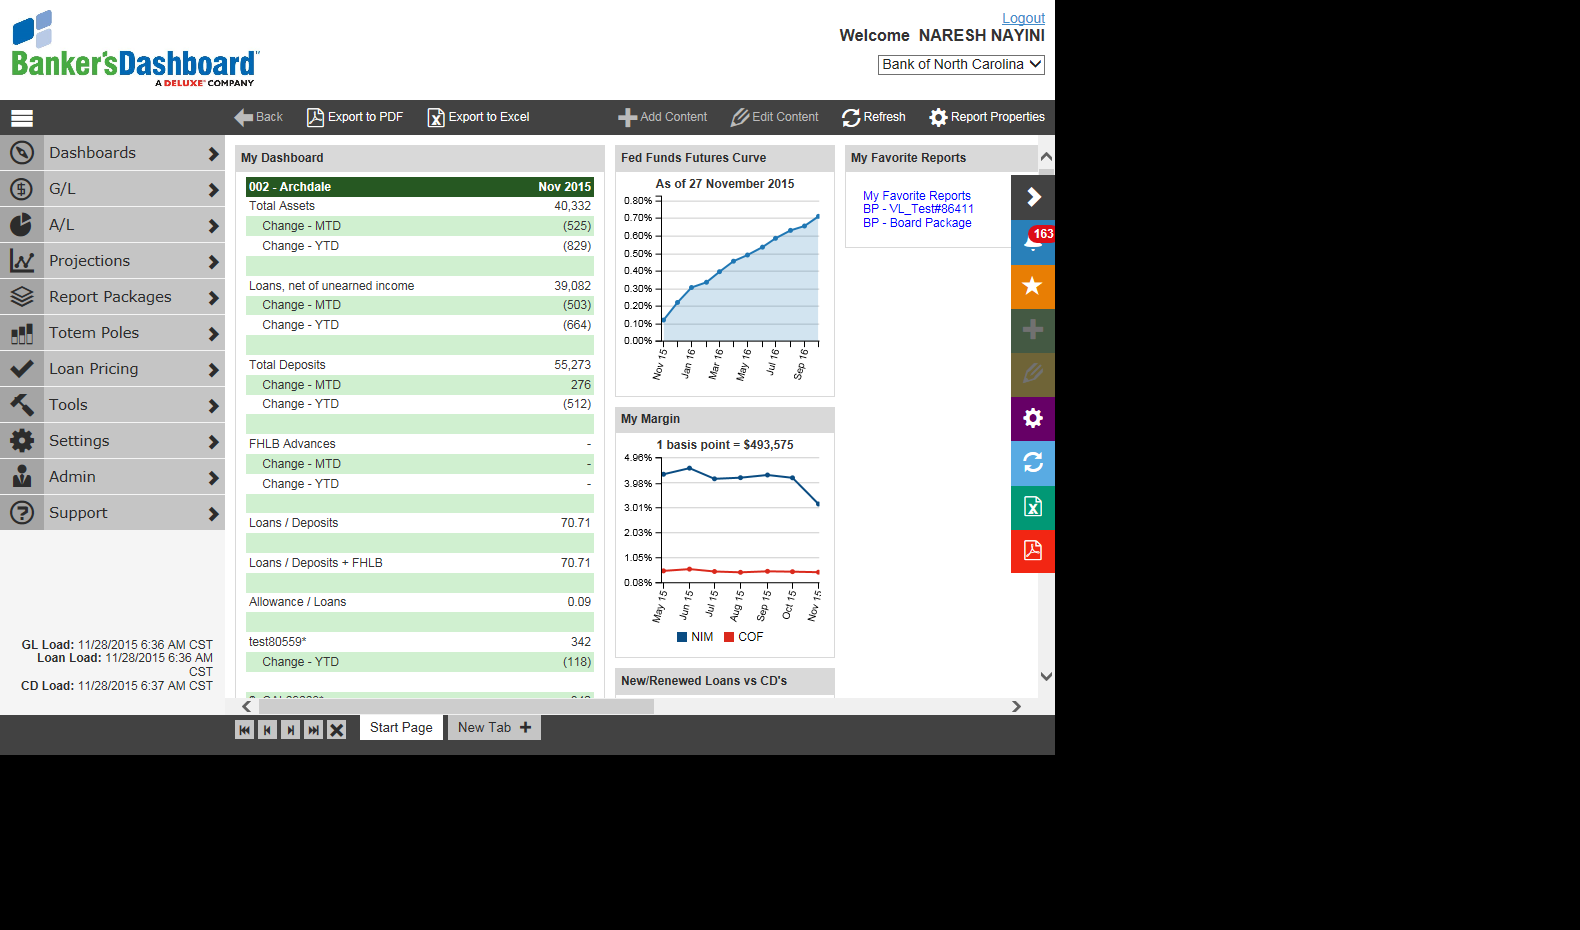 Banker'sDashboard
A DELUXE COMPANY
Logout
Welcome NARESH NAYINI
Bank of North Carolina
Back
Export to PDF
Export to Excel
Add Content
Edit Content
Refresh
Report Properties
Dashboards
G/L
A/L
Projections
Report Packages
Totem Poles
Loan Pricing
Tools
Settings
Admin
Support
GL Load: 11/28/2015 6:36 AM CST
Loan Load: 11/28/2015 6:36 AM
CST
CD Load: 11/28/2015 6:37 AM CST
My Dashboard
002 - Archdale Nov 2015
Total Assets 40,332
Change - MTD (525)
Change - YTD (829)
Loans, net of unearned income 39,082
Change - MTD (503)
Change - YTD (664)
Total Deposits 55,273
Change - MTD 276
Change - YTD (512)
FHLB Advances -
Change - MTD -
Change - YTD -
Loans / Deposits 70.71
Loans / Deposits + FHLB 70.71
Allowance / Loans 0.09
test80559* 342
Change - YTD (118)
Fed Funds Futures Curve
As of 27 November 2015
0.80%
0.70%
0.60%
0.50%
0.40%
0.30%
0.20%
0.10%
0.00%
Nov 15
Jan 16
Mar 16
May 16
Jul 16
Sep 16
My Margin
1 basis point = $493,575
4.96%
3.98%
3.01%
2.03%
1.05%
0.08%
May 15
Jun 15
Jul 15
Aug 15
Sep 15
Oct 15
Nov 15
NIM
COF
New/Renewed Loans vs CD's
My Favorite Reports
My Favorite Reports
BP - VL_Test#86411
BP - Board Package
163
Start Page
New Tab